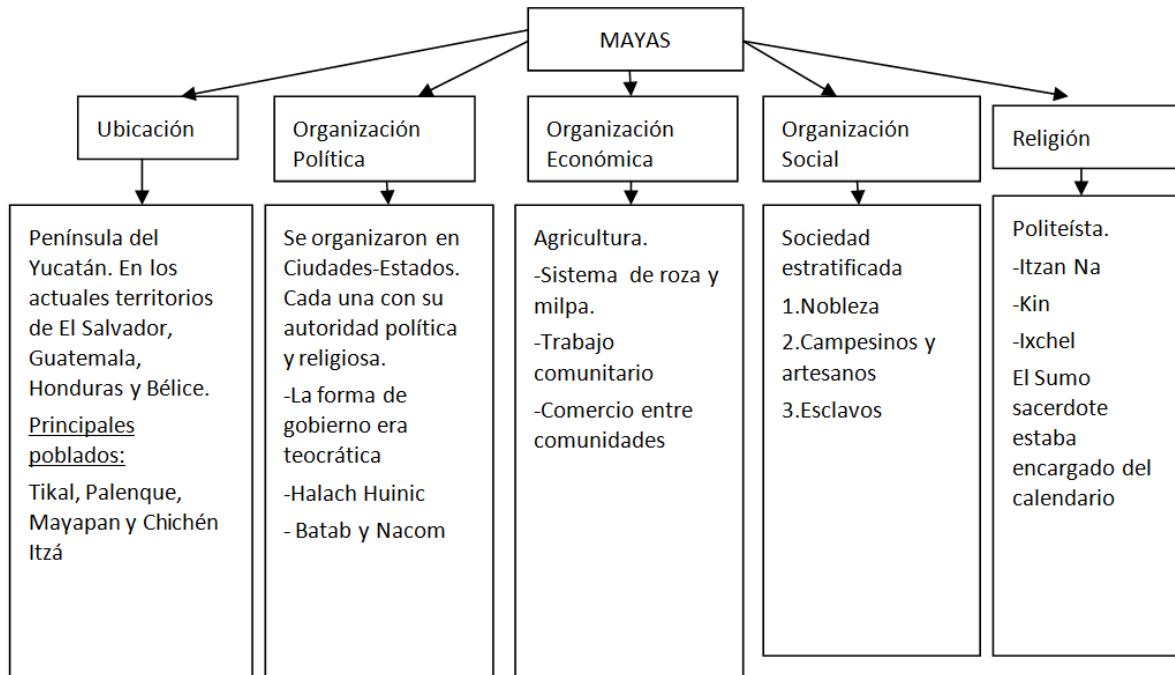 MAYAS
Ubicación
Organización
Política
Organización
Económica
Organización
Social
Religión
Península del
Yucatán. En los
actuales territorios
de El Salvador,
Guatemala,
Honduras y Bélice.
Principales
poblados:
Tikal, Palenque,
Mayapan y Chichén
Itzá
Se organizaron en
Ciudades-Estados.
Cada una con su
autoridad política
y religiosa.
-La forma de
gobierno era
teocrática
-Halach Huinic
- Batab y Nacom
Agricultura.
-Sistema de roza y
milpa.
-Trabajo
comunitario
-Comercio entre
comunidades
Sociedad
estratificada
1.Nobleza
2.Campesinos y
artesanos
3.Esclavos
Politeísta.
-Itzan Na
-Kin
-Ixchel
El Sumo
sacerdote
estaba
encargado del
calendario